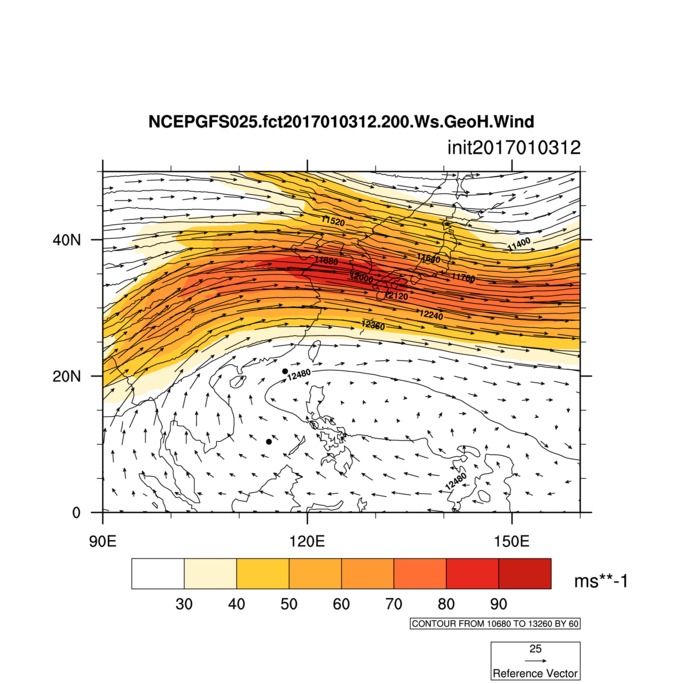 NCEPGFS025.fct2017010312.200.Ws.GeoH.Wind
init2017010312
11520
40N
11400
11880
11640
12000
11760
12120
12240
12360
20N
12480
12480
0
90E 120E 150E
ms**-1
30 40 50 60 70 80 90
CONTOUR FROM 10680 TO 13260 BY 60
25
Reference Vector